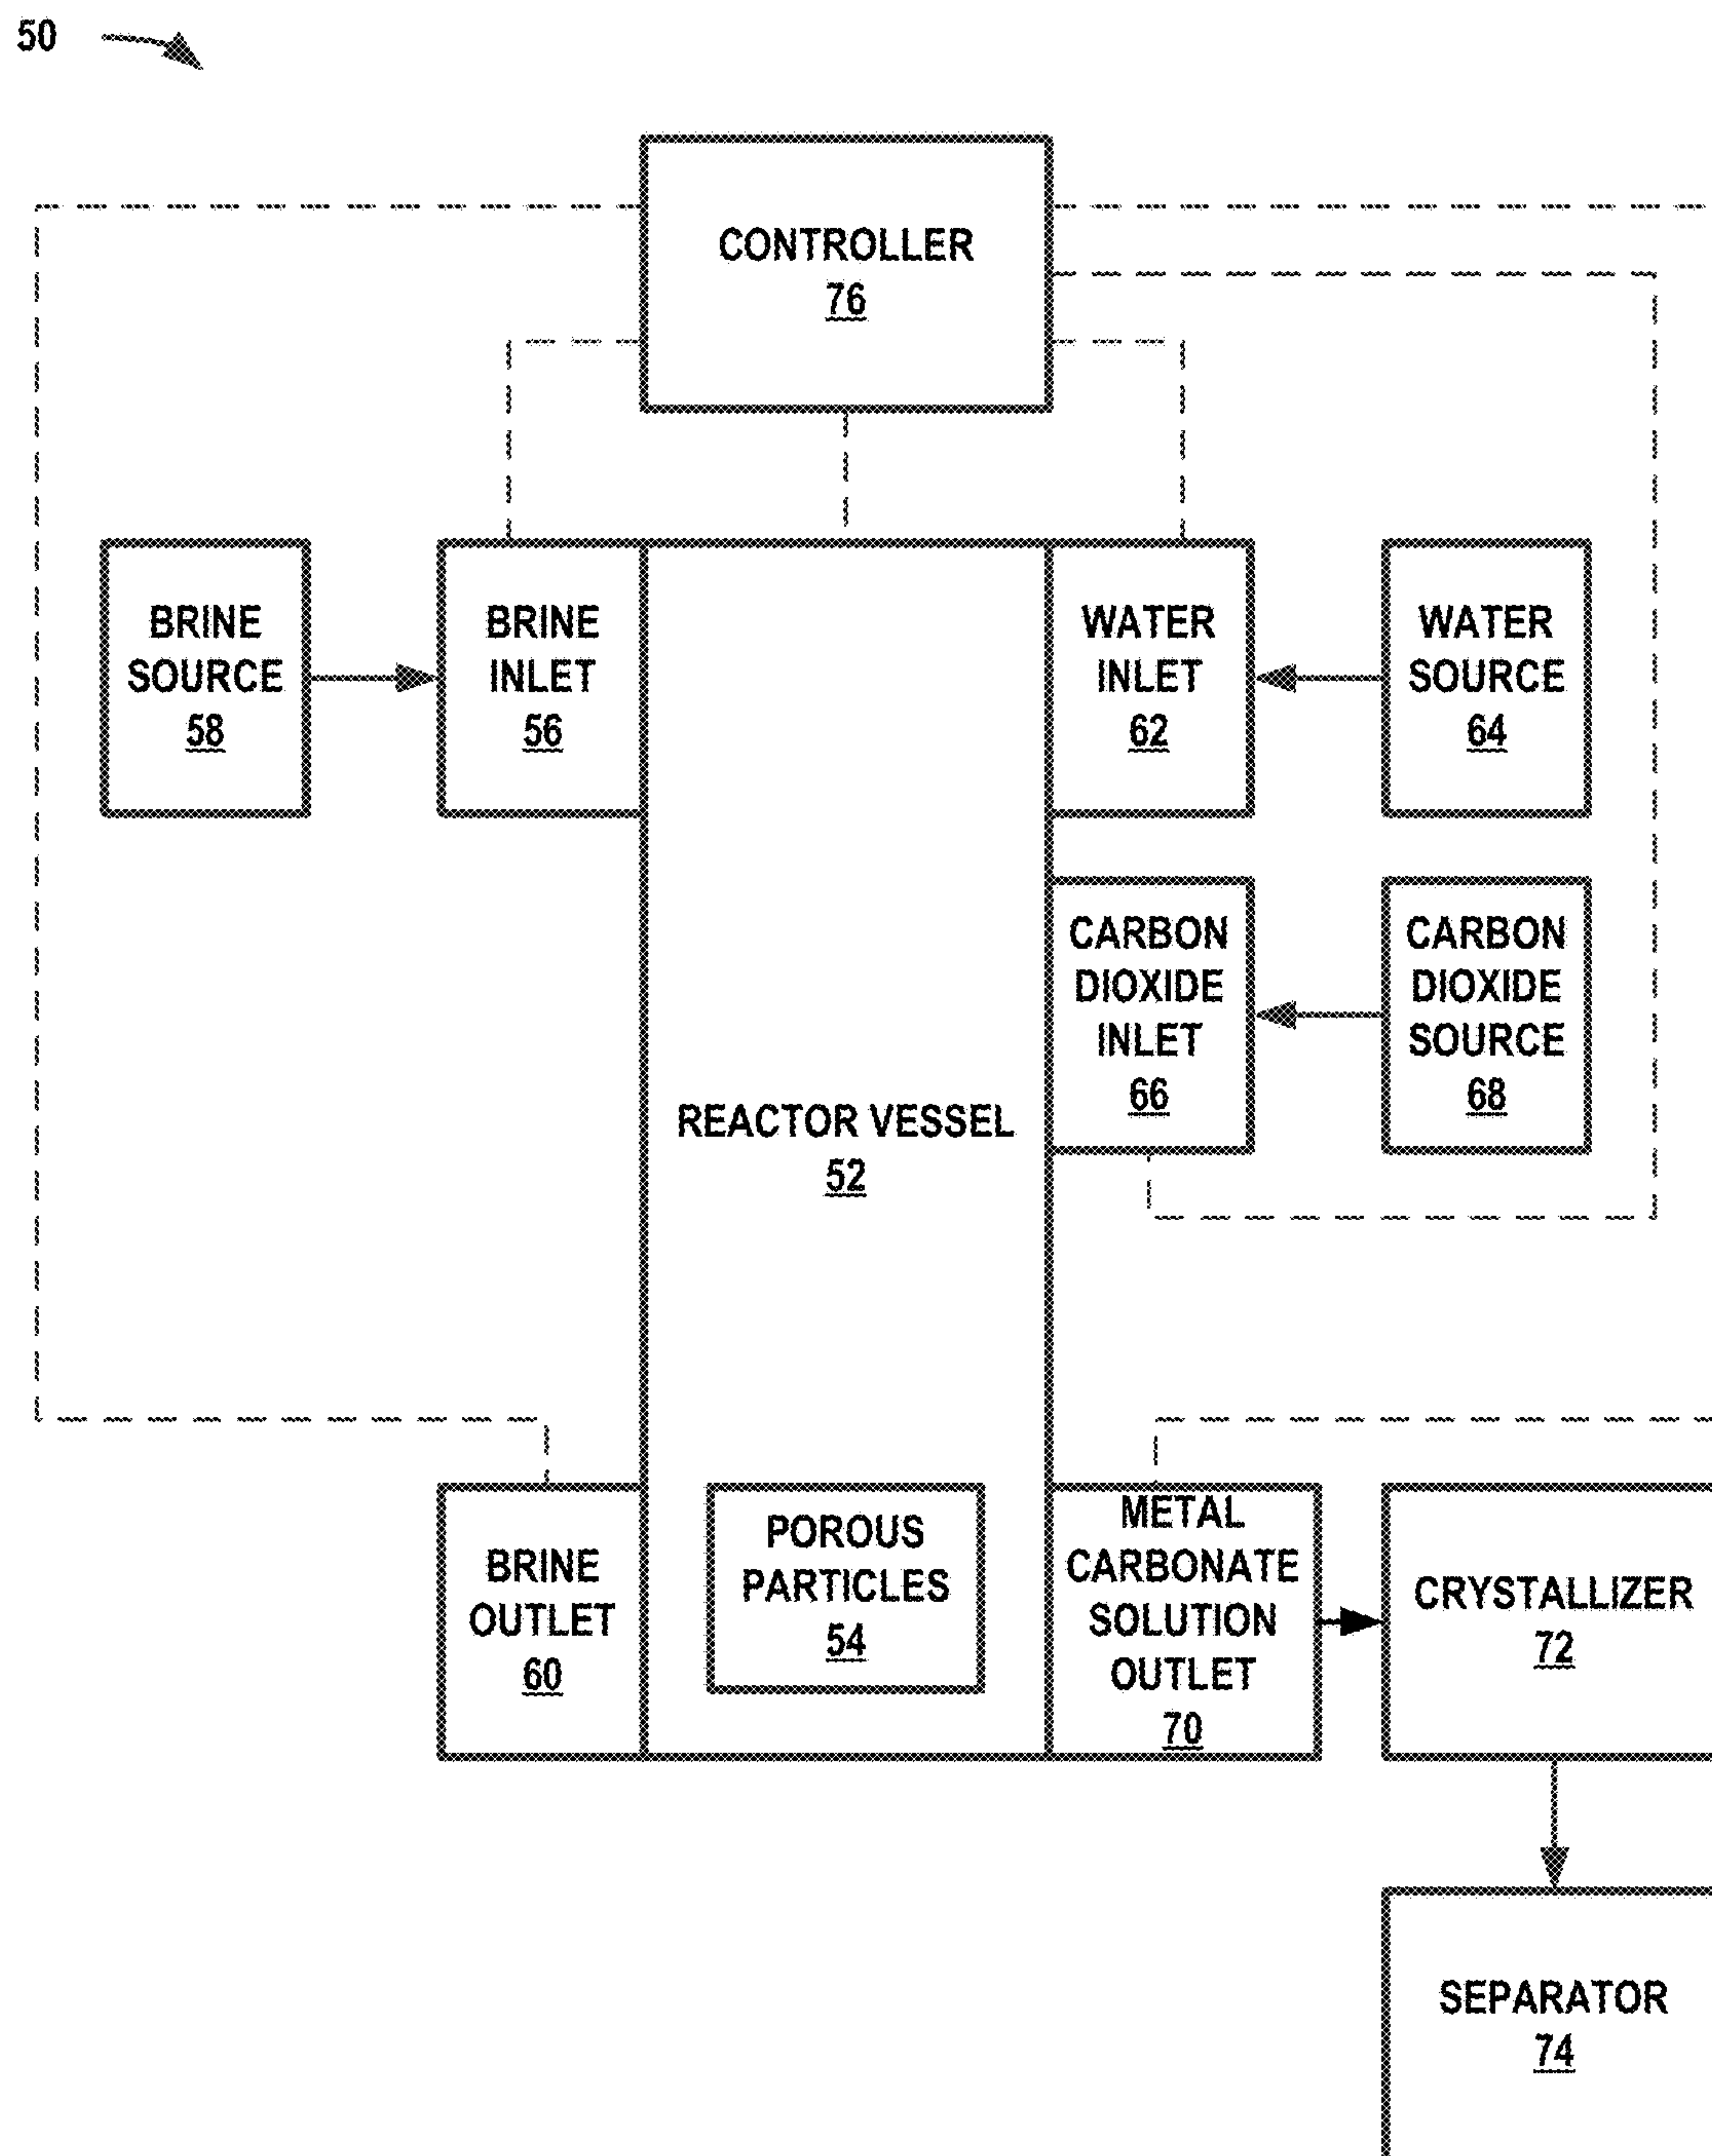 50
CONTROLLER
76
BRINE
SOURCE
58
BRINE
INLET
56
WATER
INLET
62
WATER
SOURCE
64
CARBON
DIOXIDE
INLET
66
CARBON
DIOXIDE
SOURCE
68
REACTOR VESSEL
52
BRINE
OUTLET
60
POROUS
PARTICLES
54
METAL
CARBONATE
SOLUTION
OUTLET
70
CRYSTALLIZER
72
SEPARATOR
74